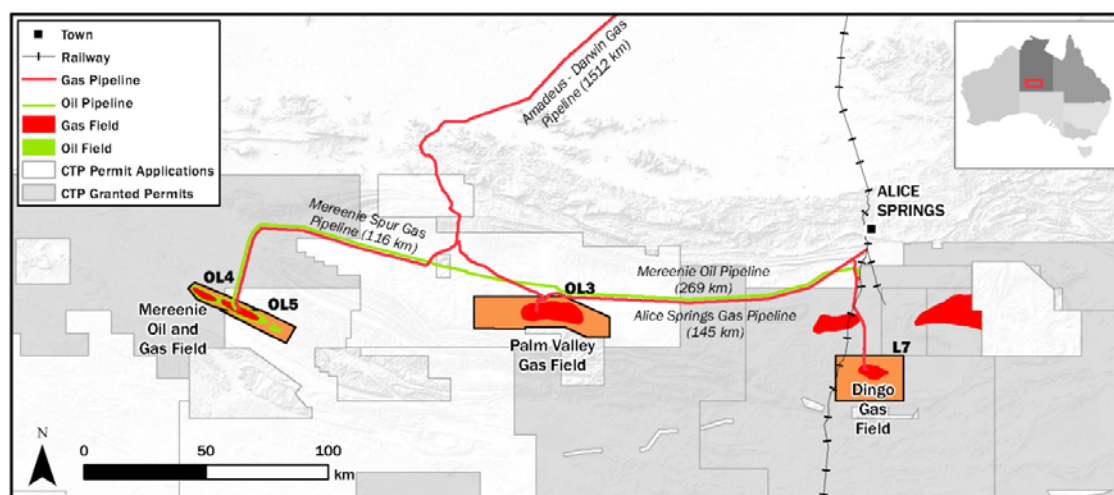 Town
Railway
Gas Pipeline
Oil Pipeline
Gas Field
Oil Field
CTP Permit Applications
CTP Granted Permits
Amadeus - Darwin Gas
Pipeline (1512 km)
ALICE
SPRINGS
Mereenie Spur Gas
Pipeline (116 km)
Mereenie Oil Pipeline
(269 km)
OL4
OL5
OL3
Mereenie
Oil and
Gas Field
Alice Springs Gas Pipeline
(145 km)
Palm Valley
Gas Field
L7
Dingo
Gas
Field
N
0
50
100
km